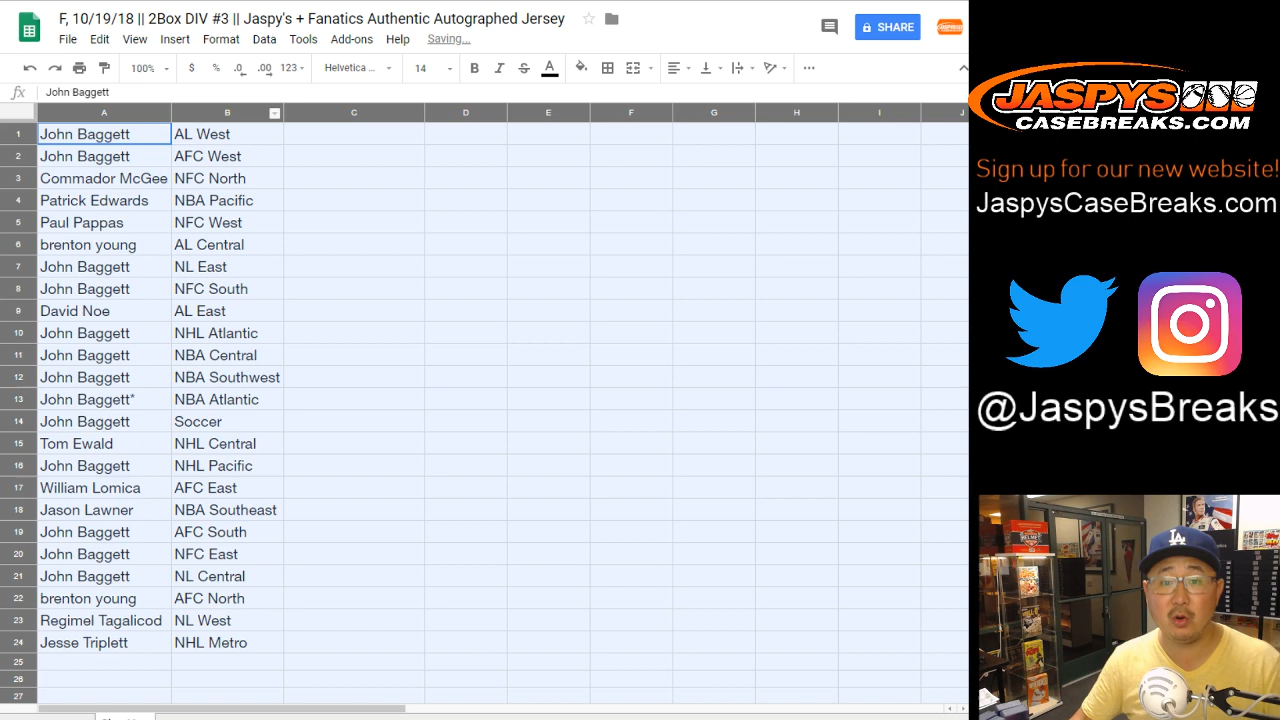 F, 10/19/18 || 2Box DIV #3 || Jaspy's + Fanatics Authentic Autographed Jersey
File Edit View Insert Format Data Tools Add-ons Help Saving...
SHARE
100% $ % .0 .00 123 Helvetica ... 14 B I S A
fx John Baggett
A B C D E F G H I J
1 John Baggett AL West
2 John Baggett AFC West
3 Commador McGee NFC North
4 Patrick Edwards NBA Pacific
5 Paul Pappas NFC West
6 brenton young AL Central
7 John Baggett NL East
8 John Baggett NFC South
9 David Noe AL East
10 John Baggett NHL Atlantic
11 John Baggett NBA Central
12 John Baggett NBA Southwest
13 John Baggett* NBA Atlantic
14 John Baggett Soccer
15 Tom Ewald NHL Central
16 John Baggett NHL Pacific
17 William Lomica AFC East
18 Jason Lawner NBA Southeast
19 John Baggett AFC South
20 John Baggett NFC East
21 John Baggett NL Central
22 brenton young AFC North
23 Regimel Tagalicod NL West
24 Jesse Triplett NHL Metro
25
26
27
JASPYS
CASEBREAKS.COM
Sign up for our new website!
JaspysCaseBreaks.com
@JaspysBreaks
LA
HELMET